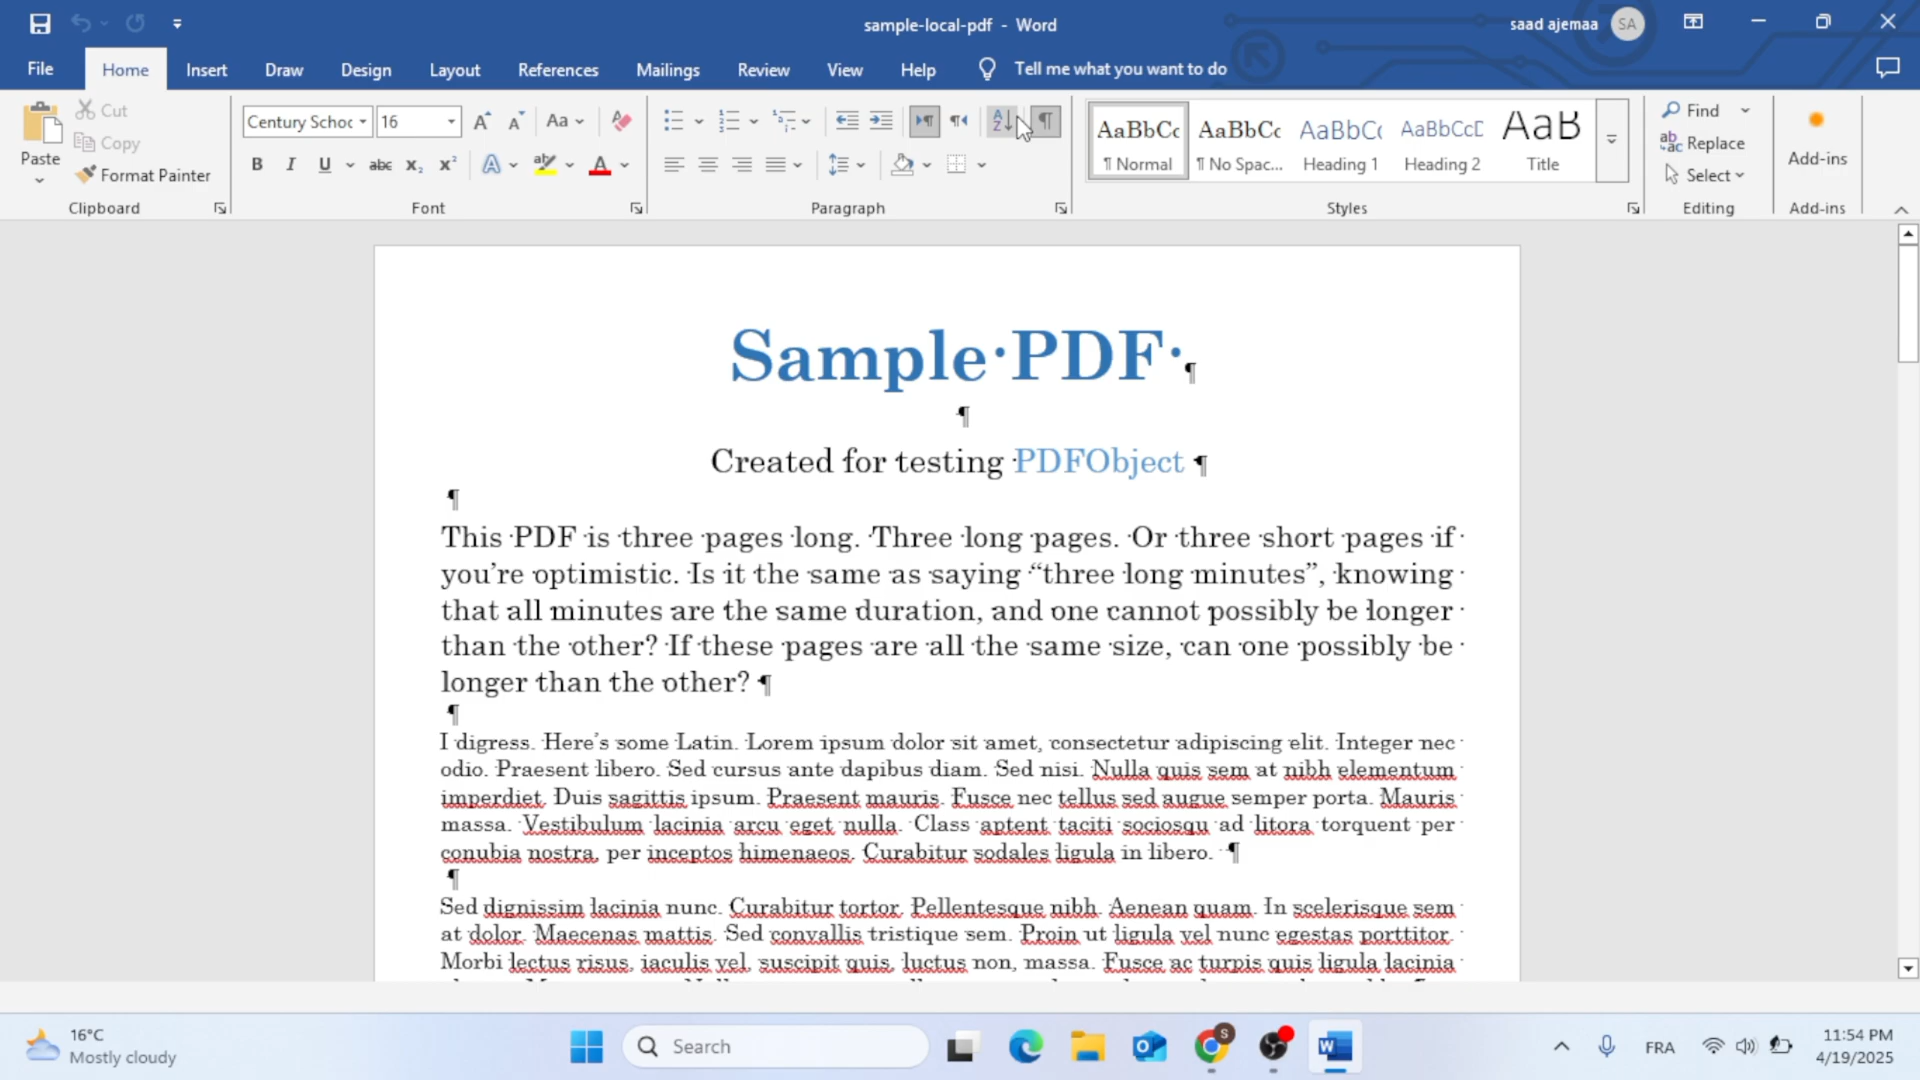 sample-local-pdf - Word
saad ajemaa SA
File Home Insert Draw Design Layout References Mailings Review View Help Tell me what you want to do
Paste
Cut
Copy
Format Painter
Clipboard
Century Schoc 16
Font
Paragraph
AaBbCc AaBbCc AaBbC( AaBbCcD AaB
¶ Normal ¶ No Spac... Heading 1 Heading 2 Title
Styles
Find
Replace
Select
Editing
Add-ins
Add-ins
Sample·PDF·¶
¶
Created for testing ·PDFObject ¶
¶
This ·PDF ·is ·three ·pages ·long. ·Three ·long ·pages. ·Or ·three ·short ·pages ·if·
you're optimistic. ·Is ·it ·the ·same ·as ·saying ·“three ·long ·minutes”, ·knowing·
that all minutes are the same duration, and one cannot possibly be longer·
than ·the ·other? ·If ·these ·pages ·are ·all ·the ·same ·size, ·can ·one ·possibly ·be·
longer than the other? ¶
¶
I digress. ·Here's some ·Latin. ·Lorem ipsum dolor sit amet, consectetur adipiscing elit. Integer nec·
odio. ·Praesent libero. ·Sed cursus ante dapibus diam. ·Sed nisi. ·Nulla quis sem at nibh elementum·
imperdiet. Duis sagittis ipsum. Praesent mauris. Fusce nec tellus sed augue semper porta. Mauris·
massa. ·Vestibulum lacinia arcu eget nulla. ·Class aptent taciti sociosqu ·ad litora torquent per·
conubia nostra, per inceptos himenaeos. Curabitur sodales ligula in libero. ·¶
¶
Sed dignissim lacinia nunc. Curabitur tortor. Pellentesque nibh. Aenean quam. In scelerisque sem·
at dolor. Maecenas mattis. Sed convallis tristique sem. Proin ut ligula vel nunc egestas porttitor.·
Morbi lectus risus, iaculis vel, suscipit quis, luctus non, massa. Fusce ac turpis quis ligula lacinia·
16°C
Mostly cloudy
Search
FRA
11:54 PM
4/19/2025